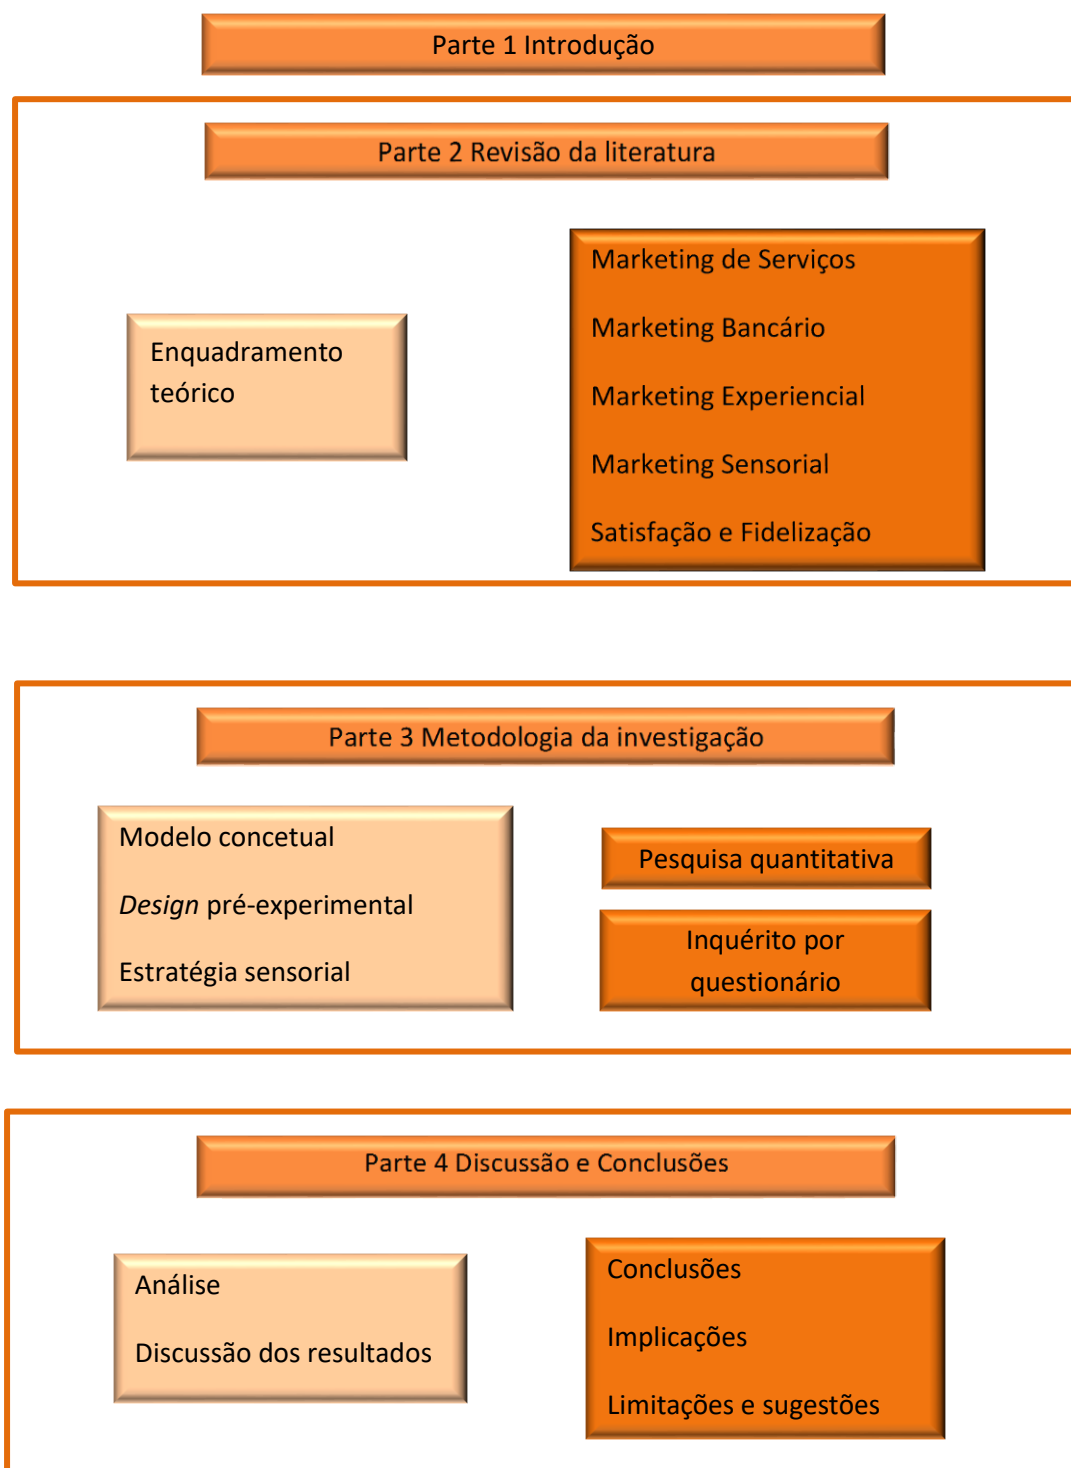 Parte 1 Introdução
Parte 2 Revisão da literatura
Enquadramento
teórico
Marketing de Serviços
Marketing Bancário
Marketing Experiencial
Marketing Sensorial
Satisfação e Fidelização
Parte 3 Metodologia da investigação
Modelo concetual
Design pré-experimental
Estratégia sensorial
Pesquisa quantitativa
Inquérito por
questionário
Parte 4 Discussão e Conclusões
Análise
Discussão dos resultados
Conclusões
Implicações
Limitações e sugestões